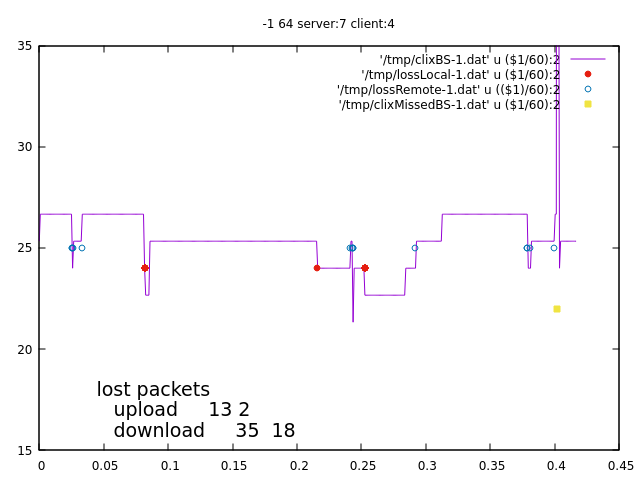 -1 64 server:7 client:4
35
'/tmp/clixBS-1.dat' u ($1/60):2
'/tmp/lossLocal-1.dat' u ($1/60):2
'/tmp/lossRemote-1.dat' u (($1)/60):2
'/tmp/clixMissedBS-1.dat' u ($1/60):2
30
25
20
lost packets
upload 13 2
download 35 18
15
0 0.05 0.1 0.15 0.2 0.25 0.3 0.35 0.4 0.45